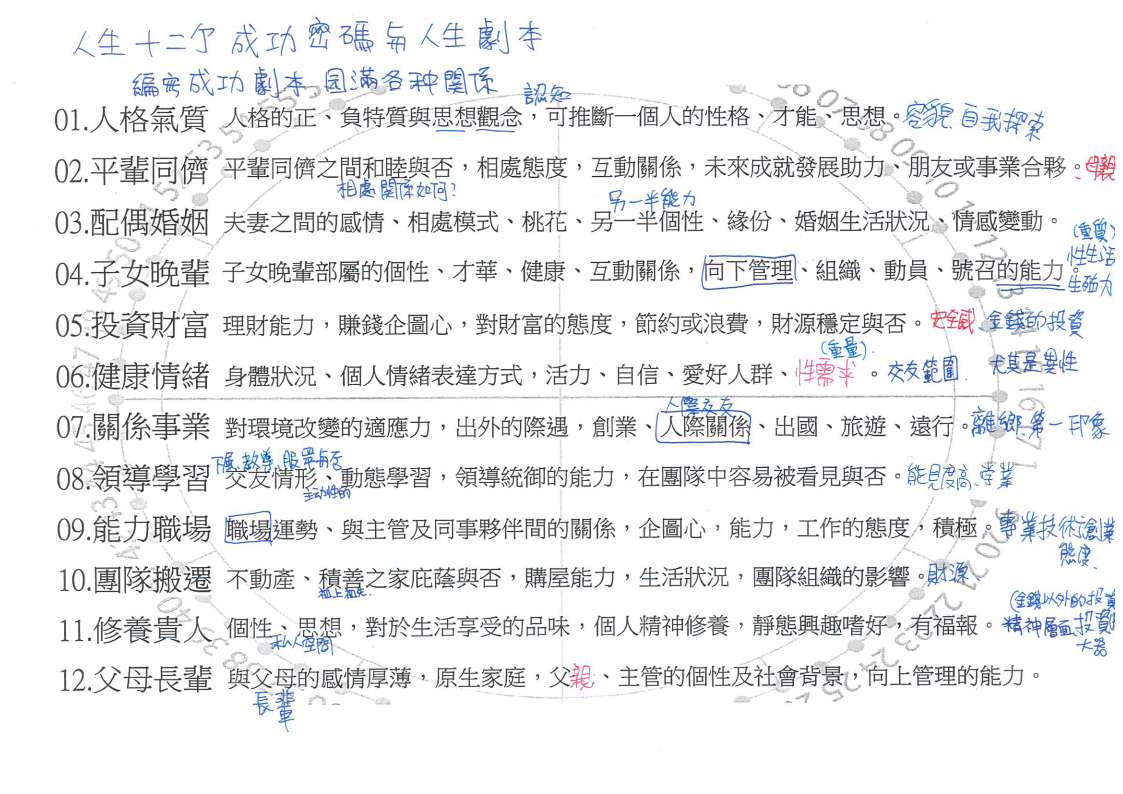 人生十二个成功密碼与人生劇本
編寫成功劇本、园滿各种関係
認知
01.人格氣質 人格的正、負特質與思想觀念，可推斷一個人的性格、才能、思想。容貌、自我探索
02.平輩同儕 平輩同儕之間和睦與否，相處態度，互動關係，未來成就發展助力、朋友或事業合夥。母親
相處関係如何？ 另一半能力
03.配偶婚姻 夫妻之間的感情、相處模式、桃花、另一半個性、緣份、婚姻生活狀況、情感變動。
(重質)
04.子女晚輩 子女晚輩部屬的個性、才華、健康、互動關係，向下管理、組織、動員、號召的能力。性生活
生殖力
05.投資財富 理財能力，賺錢企圖心，對財富的態度，節約或浪費，財源穩定與否。安全感 金錢的投資
(重量)
06.健康情緒 身體狀況、個人情緒表達方式，活力、自信、愛好人群、性需求。交友範圍 尤其是異性
人際交友
07.關係事業 對環境改變的適應力，出外的際遇，創業、人際關係、出國、旅遊、遠行。離鄉、第一印象
下屬、教導、服眾與否
08.領導學習 交友情形、動態學習，領導統御的能力，在團隊中容易被看見與否。能見度高、学業
主动性的
09.能力職場 職場運勢、與主管及同事夥伴間的關係，企圖心，能力，工作的態度，積極。專業技術、創業
態度
10.團隊搬遷 不動產、積善之家庇蔭與否，購屋能力，生活狀況，團隊組織的影響。財源
(金錢以外的投資
11.修養貴人 個性、思想，對於生活享受的品味，個人精神修養，靜態興趣嗜好，有福報。精神層面投資
私人空間 大器
12.父母長輩 與父母的感情厚薄，原生家庭，父親、主管的個性及社會背景，向上管理的能力。
長輩